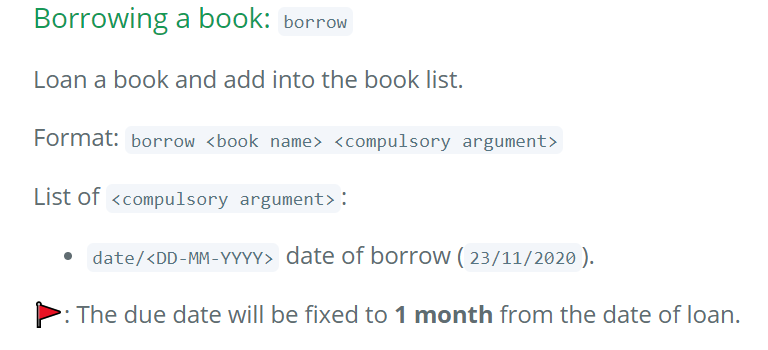 Borrowing a book: borrow
Loan a book and add into the book list.
Format: borrow <book name> <compulsory argument>
List of <compulsory argument>:
• date/<DD-MM-YYYY> date of borrow (23/11/2020).
🚩: The due date will be fixed to 1 month from the date of loan.